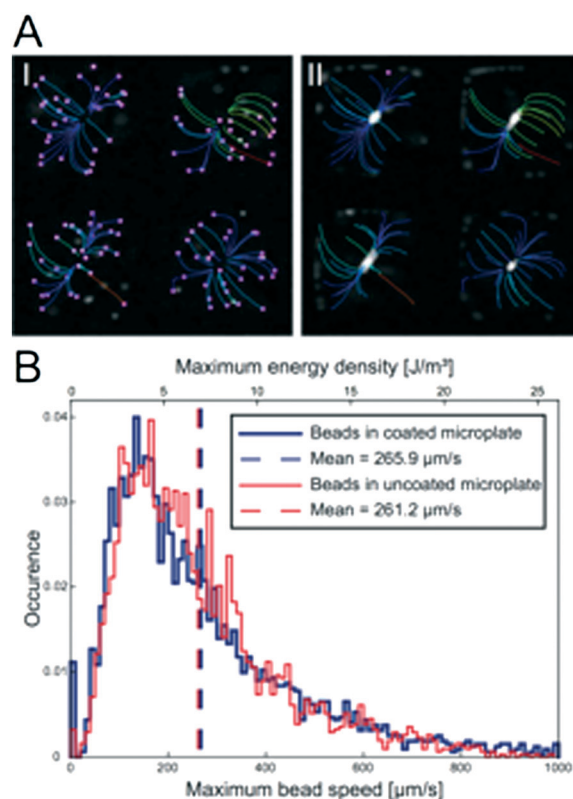 A
I
II
B
Maximum energy density [J/m³]
0 5 10 15 20 25
0.04
0.03
0.02
0.01
0
Occurence
Beads in coated microplate
Mean = 265.9 µm/s
Beads in uncoated microplate
Mean = 261.2 µm/s
0 200 400 600 800 1000
Maximum bead speed [µm/s]